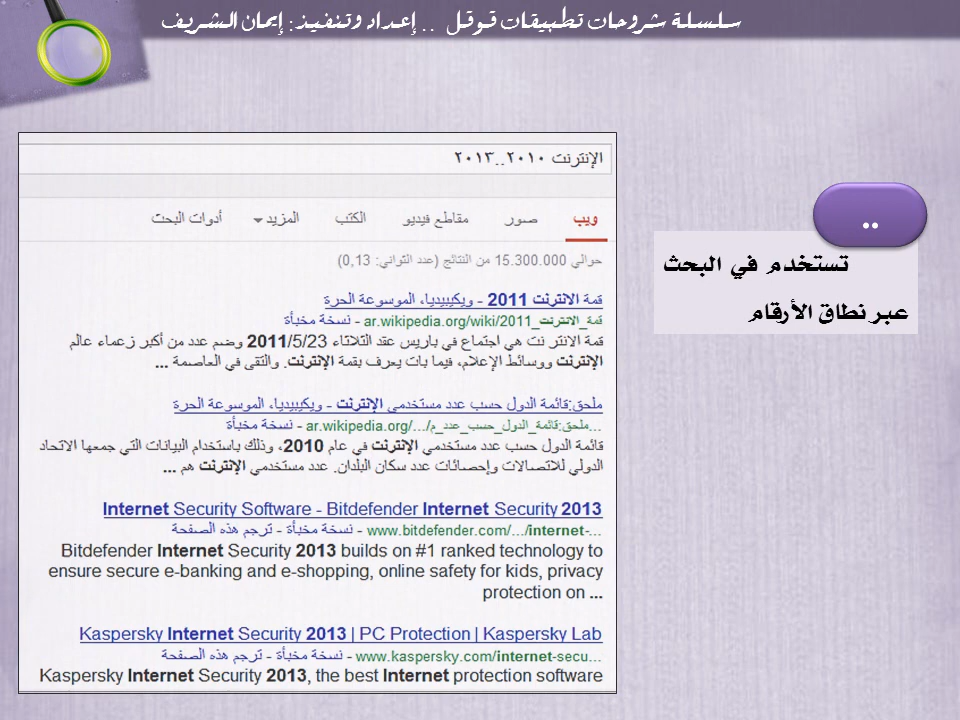 سلسلة شروحات تطبيقات قوقل .. إعداد وتنفيذ: إيمان الشريف
..
تستخدم في البحث
عبر نطاق الأرقام
الإنترنت ٢٠١٠..٢٠١٣
ويب صور مقاطع فيديو الكتب المزيد أدوات البحث
حوالي 15.300.000 من النتائج (عدد الثواني: 0,13)
قمة الانترنت 2011 - ويكيبيديا، الموسوعة الحرة
ar.wikipedia.org/wiki/2011_قمة_الانترنت - نسخة مخبأة
قمة الانتر نت هي اجتماع في باريس عقد الثلاثاء 2011/5/23 وضم عدد من أكبر زعماء عالم
الإنترنت ووسائط الإعلام، فيما بات يعرف بقمة الإنترنت. والتقى في العاصمة ...
ملحق:قائمة الدول حسب عدد مستخدمي الإنترنت - ويكيبيديا، الموسوعة الحرة
ar.wikipedia.org/.../ملحق:قائمة_الدول_حسب_عدد_م... - نسخة مخبأة
قائمة الدول حسب عدد مستخدمي الإنترنت في عام 2010، وذلك باستخدام البيانات التي جمعها الاتحاد
الدولي للاتصالات وإحصائات عدد سكان البلدان. عدد مستخدمي الإنترنت هم ...
Internet Security Software - Bitdefender Internet Security 2013
www.bitdefender.com/.../internet-... - نسخة مخبأة - ترجم هذه الصفحة
Bitdefender Internet Security 2013 builds on #1 ranked technology to
ensure secure e-banking and e-shopping, online safety for kids, privacy
protection on ...
Kaspersky Internet Security 2013 | PC Protection | Kaspersky Lab
www.kaspersky.com/internet-secu... - نسخة مخبأة - ترجم هذه الصفحة
Kaspersky Internet Security 2013, the best Internet protection software